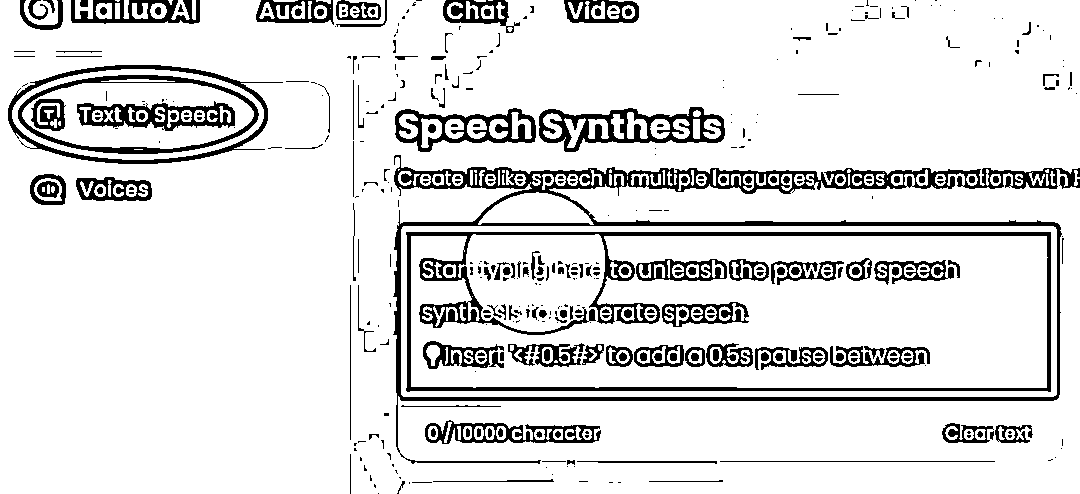 Hailuo AI
Audio Beta
Chat
Video
Text to Speech
Voices
Speech Synthesis
Create lifelike speech in multiple languages, voices and emotions with
Start typing here to unleash the power of speech
synthesis to generate speech.
Insert '<#0.5#>' to add a 0.5s pause between
0/10000 character
Clear text